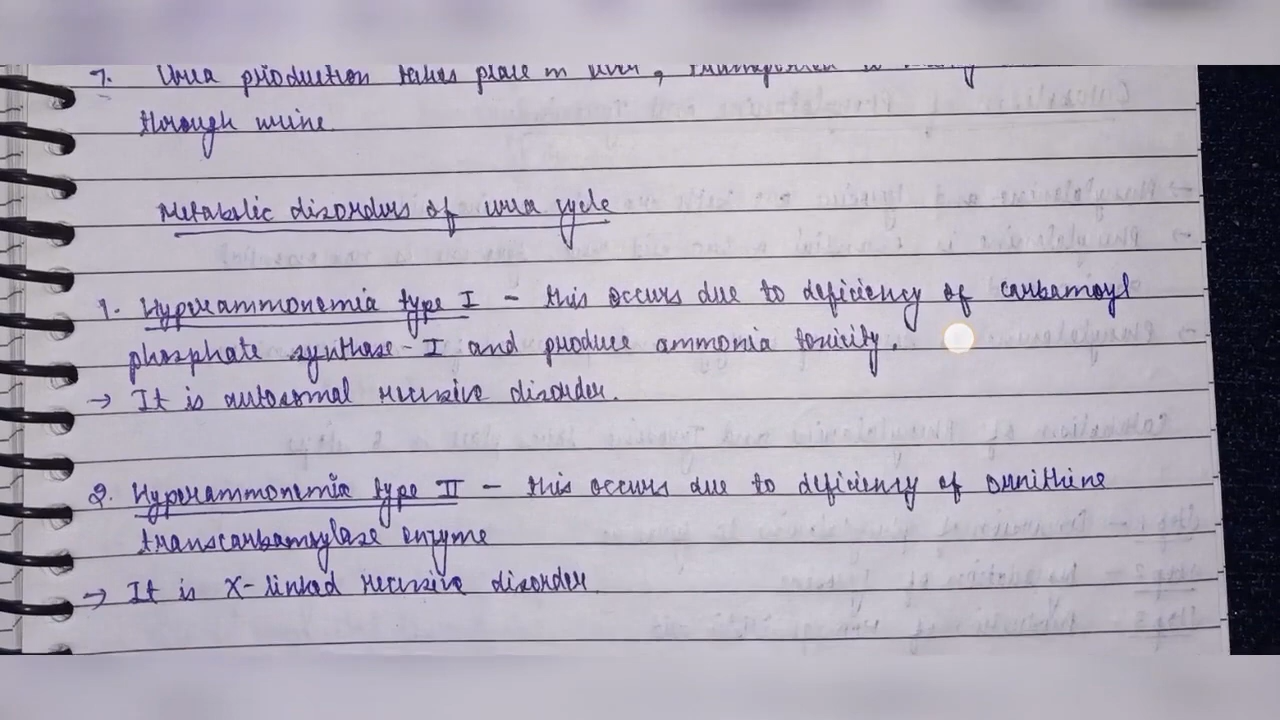 7. Urea production takes place in liver, transported to
through urine.
Metabolic disorders of urea cycle
1. Hyperammonemia type I - this occurs due to deficiency of carbamoyl
phosphate synthase-I and produce ammonia toxicity.
→ It is autosomal recessive disorder.
2. Hyperammonemia type II - this occurs due to deficiency of ornithine
transcarbamoylase enzyme
→ It is X-linked recessive disorder.